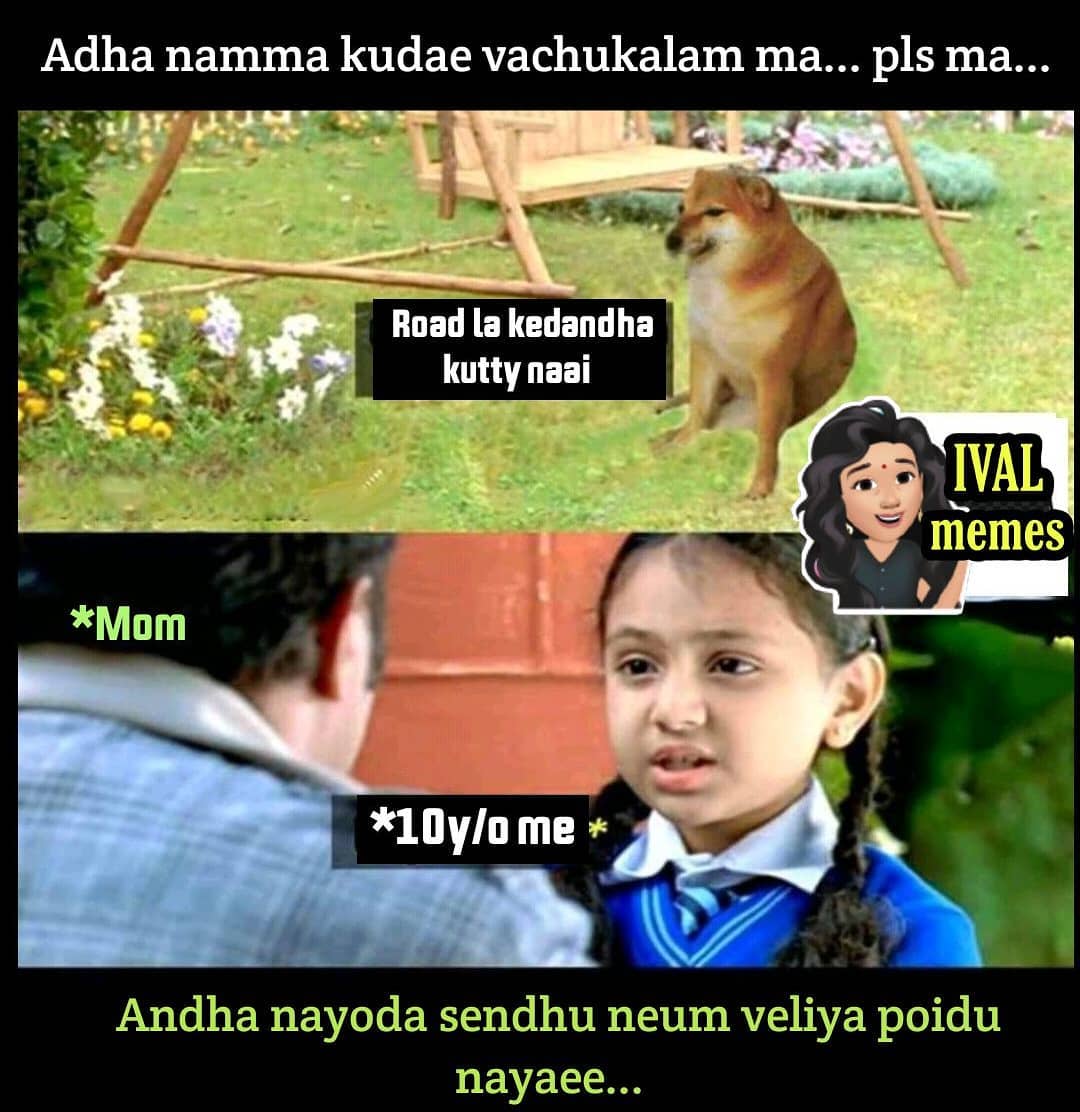 Adha namma kudae vachukalam ma... pls ma...
Road la kedandha
kutty naai
IVAL
memes
*Mom
*10y/o me *
Andha nayoda sendhu neum veliya poidu
nayaee...